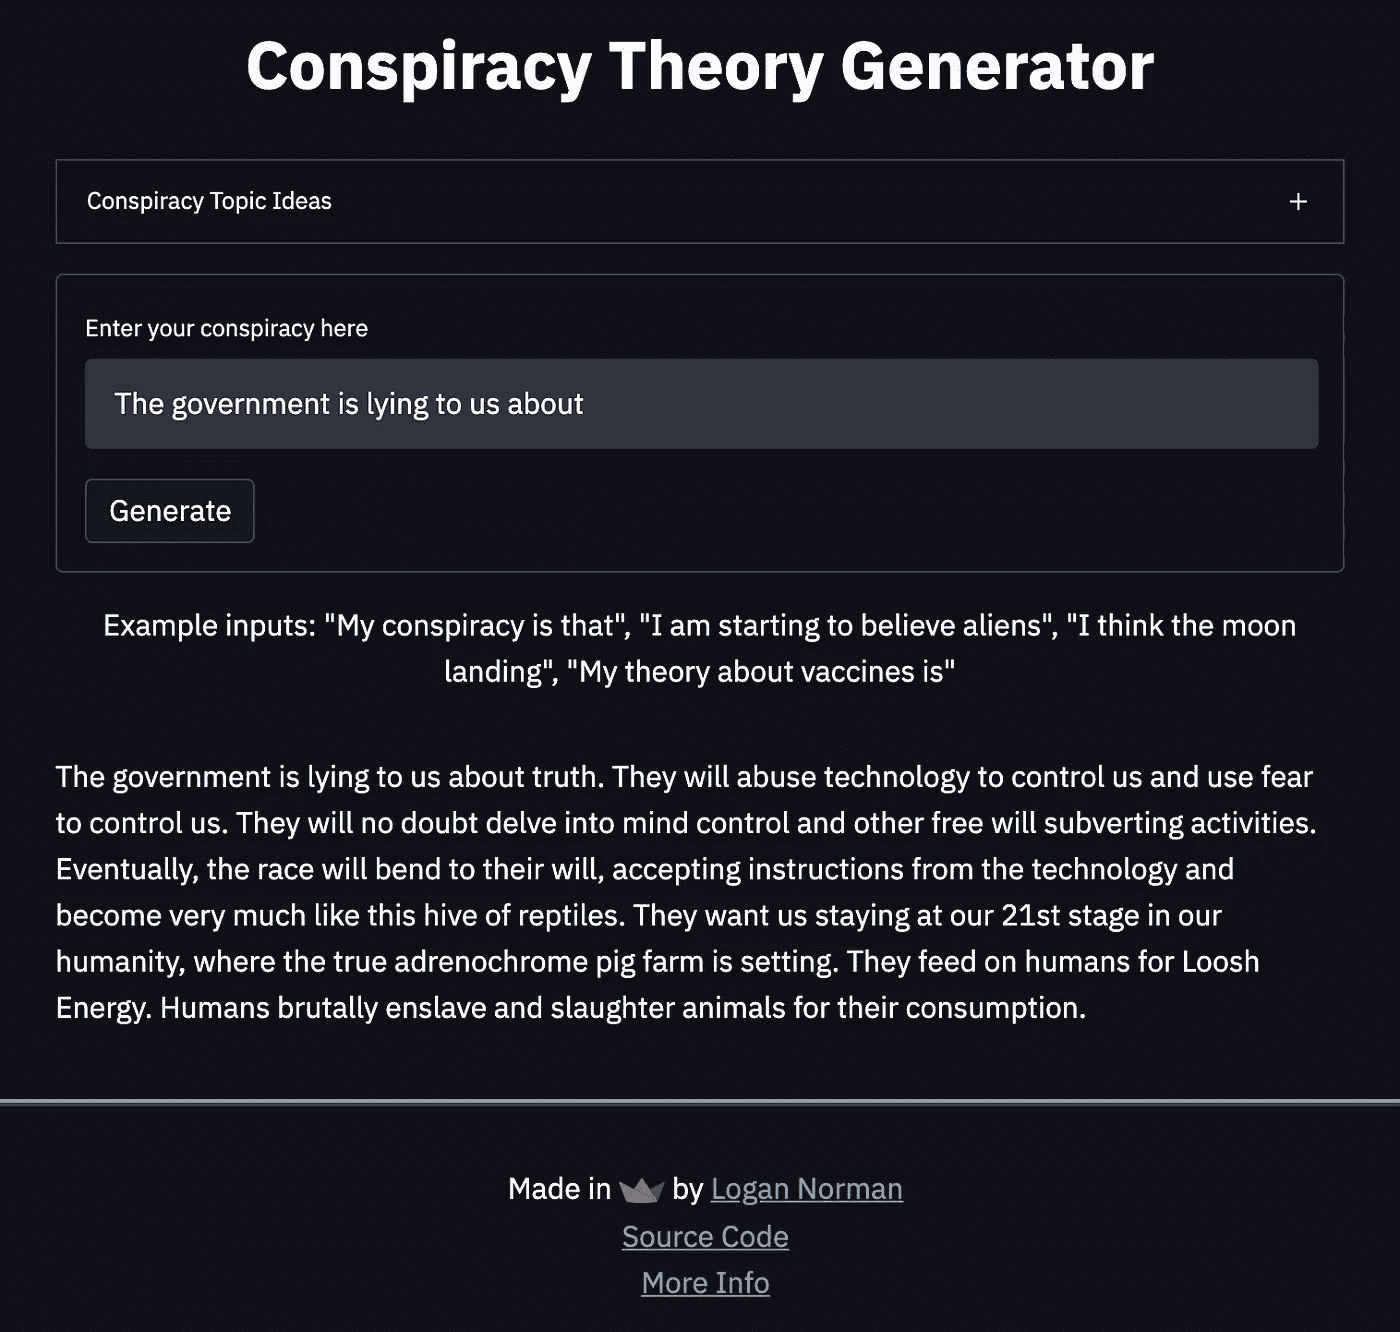 Conspiracy Theory Generator
Conspiracy Topic Ideas +
Enter your conspiracy here
The government is lying to us about
Generate
Example inputs: "My conspiracy is that", "I am starting to believe aliens", "I think the moon
landing", "My theory about vaccines is"
The government is lying to us about truth. They will abuse technology to control us and use fear
to control us. They will no doubt delve into mind control and other free will subverting activities.
Eventually, the race will bend to their will, accepting instructions from the technology and
become very much like this hive of reptiles. They want us staying at our 21st stage in our
humanity, where the true adrenochrome pig farm is setting. They feed on humans for Loosh
Energy. Humans brutally enslave and slaughter animals for their consumption.
Made in by Logan Norman
Source Code
More Info